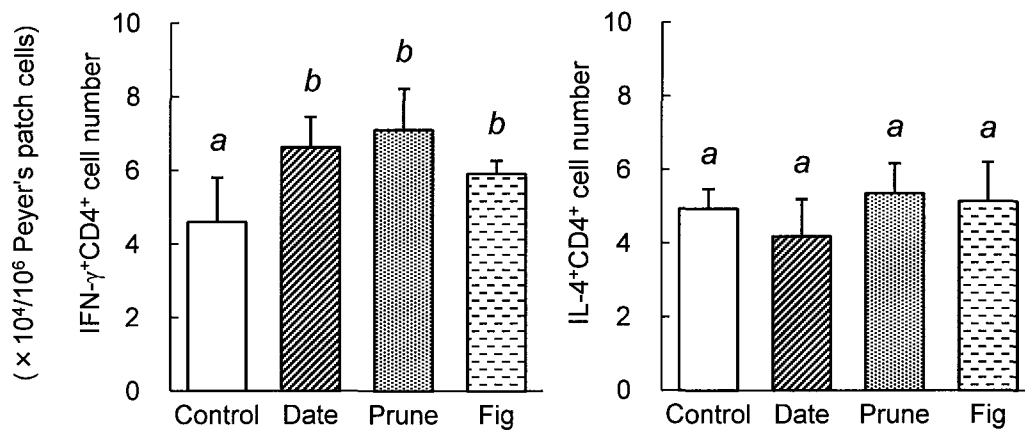 (×10⁴/10⁶ Peyer's patch cells)
IFN-γ⁺CD4⁺ cell number
10
8
6
4
2
0
a
b
b
b
Control Date Prune Fig
IL-4⁺CD4⁺ cell number
10
8
6
4
2
0
a
a
a
a
Control Date Prune Fig